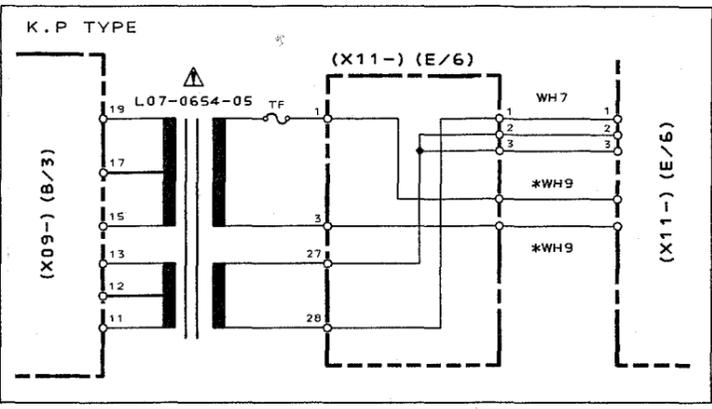 K.P TYPE
(X11-) (E/6)
L07-0654-05
TF
WH7
19
1
1
1
2
2
17
3
3
(X09-) (B/3)
(X11-) (E/6)
*WH9
15
3
13
27
*WH9
12
11
28